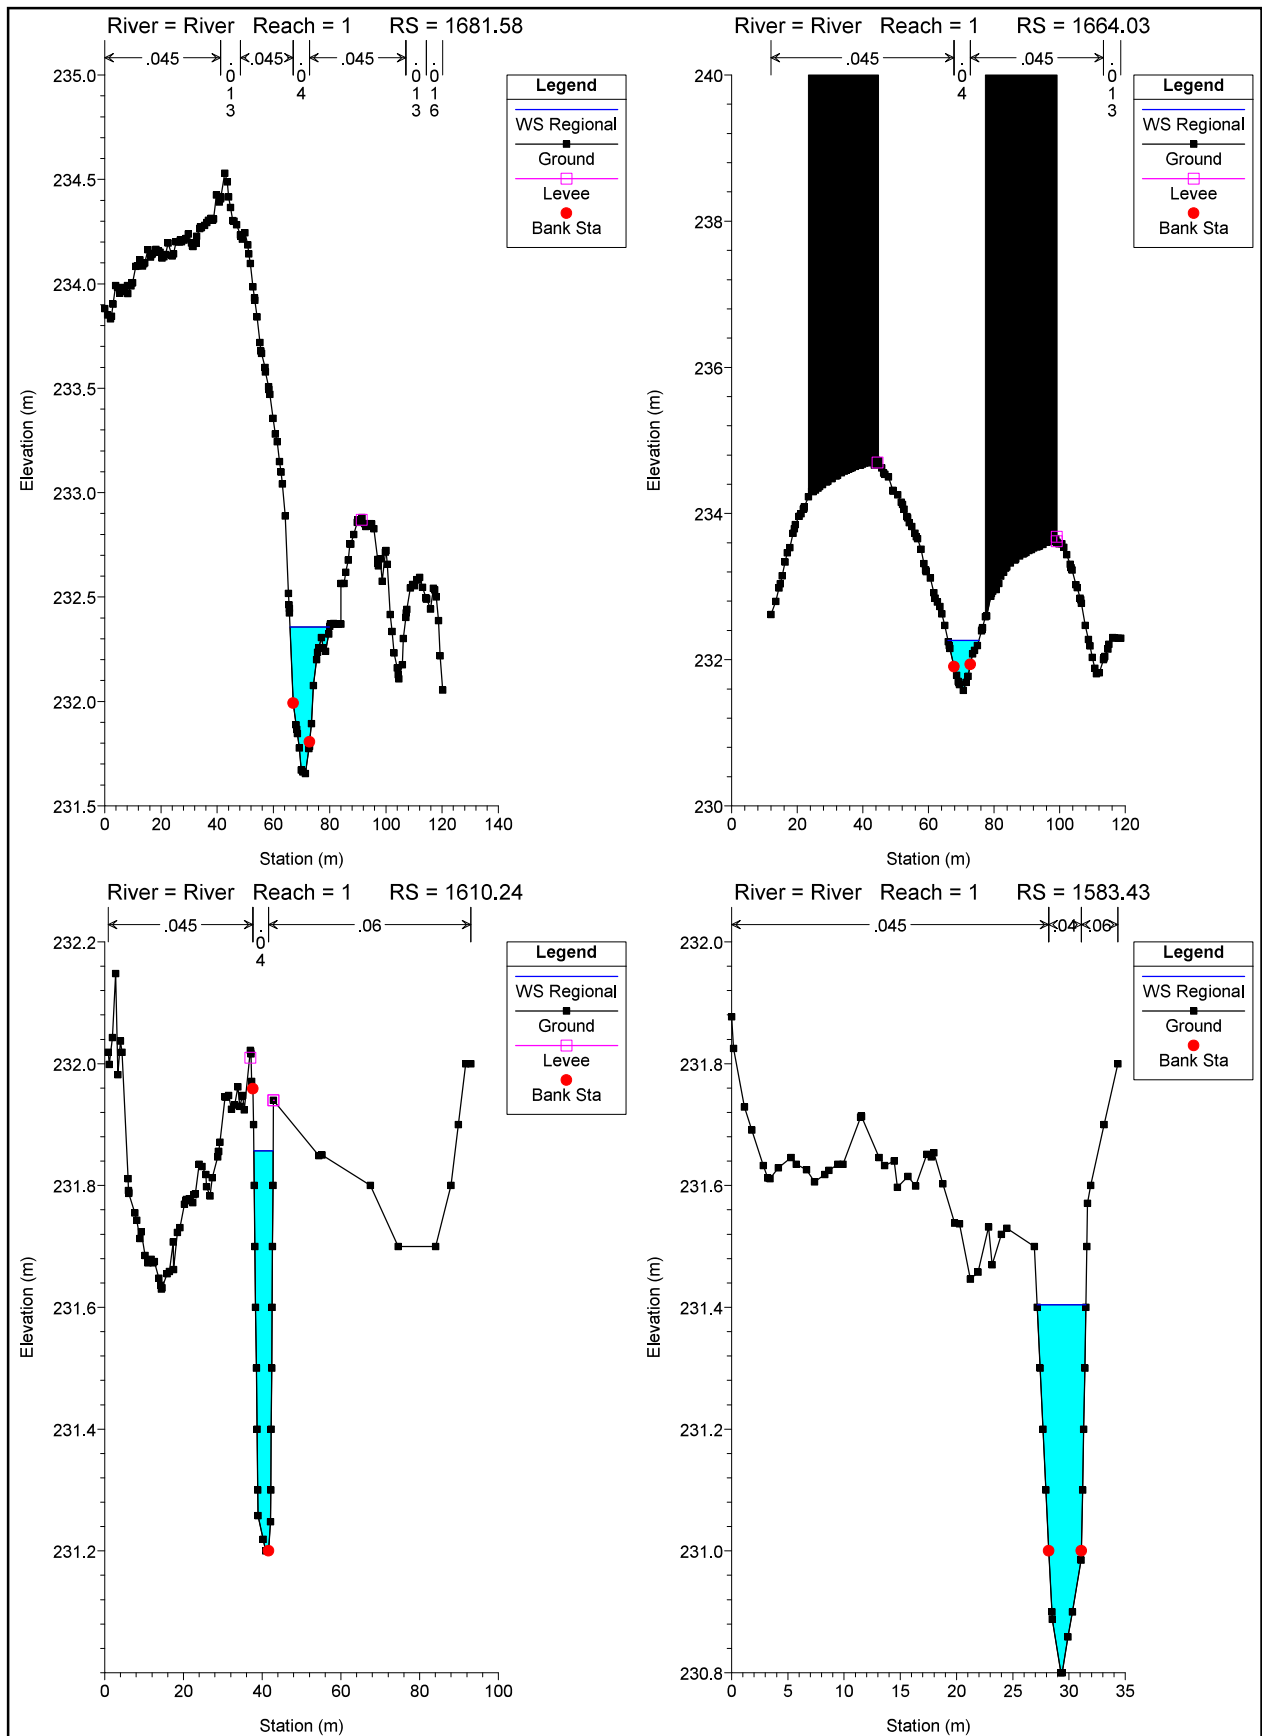 River = River Reach = 1 RS = 1681.58
.045 .013 .045 .04 .045 .013 .016
235.0
234.5
234.0
233.5
233.0
232.5
232.0
231.5
Elevation (m)
0 20 40 60 80 100 120 140
Station (m)
Legend
WS Regional
Ground
Levee
Bank Sta
River = River Reach = 1 RS = 1664.03
.045 .04 .045 .013
240
238
236
234
232
230
Elevation (m)
0 20 40 60 80 100 120
Station (m)
Legend
WS Regional
Ground
Levee
Bank Sta
River = River Reach = 1 RS = 1610.24
.045 .04 .06
232.2
232.0
231.8
231.6
231.4
231.2
Elevation (m)
0 20 40 60 80 100
Station (m)
Legend
WS Regional
Ground
Levee
Bank Sta
River = River Reach = 1 RS = 1583.43
.045 .04 .06
232.0
231.8
231.6
231.4
231.2
231.0
230.8
Elevation (m)
0 5 10 15 20 25 30 35
Station (m)
Legend
WS Regional
Ground
Bank Sta